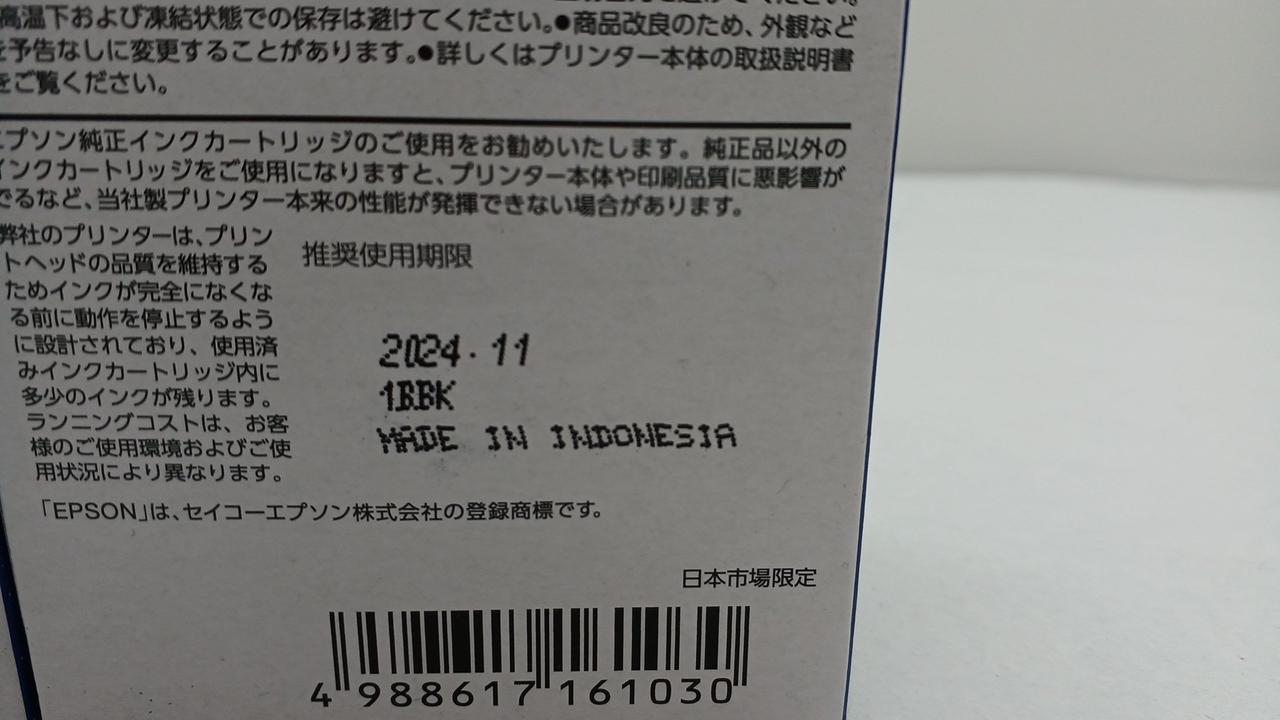 高温下および凍結状態での保存は避けてください。●商品改良のため、外観など
を予告なしに変更することがあります。●詳しくはプリンター本体の取扱説明書
をご覧ください。
エプソン純正インクカートリッジのご使用をお勧めいたします。純正品以外の
インクカートリッジをご使用になりますと、プリンター本体や印刷品質に悪影響が
でるなど、当社製プリンター本来の性能が発揮できない場合があります。
弊社のプリンターは、プリン
トヘッドの品質を維持する
ためインクが完全になくな
る前に動作を停止するよう
に設計されており、使用済
みインクカートリッジ内に
多少のインクが残ります。
ランニングコストは、お客
様のご使用環境およびご使
用状況により異なります。
推奨使用期限
2024.11
1BBK
MADE IN INDONESIA
「EPSON」は、セイコーエプソン株式会社の登録商標です。
日本市場限定
4 988617 161030